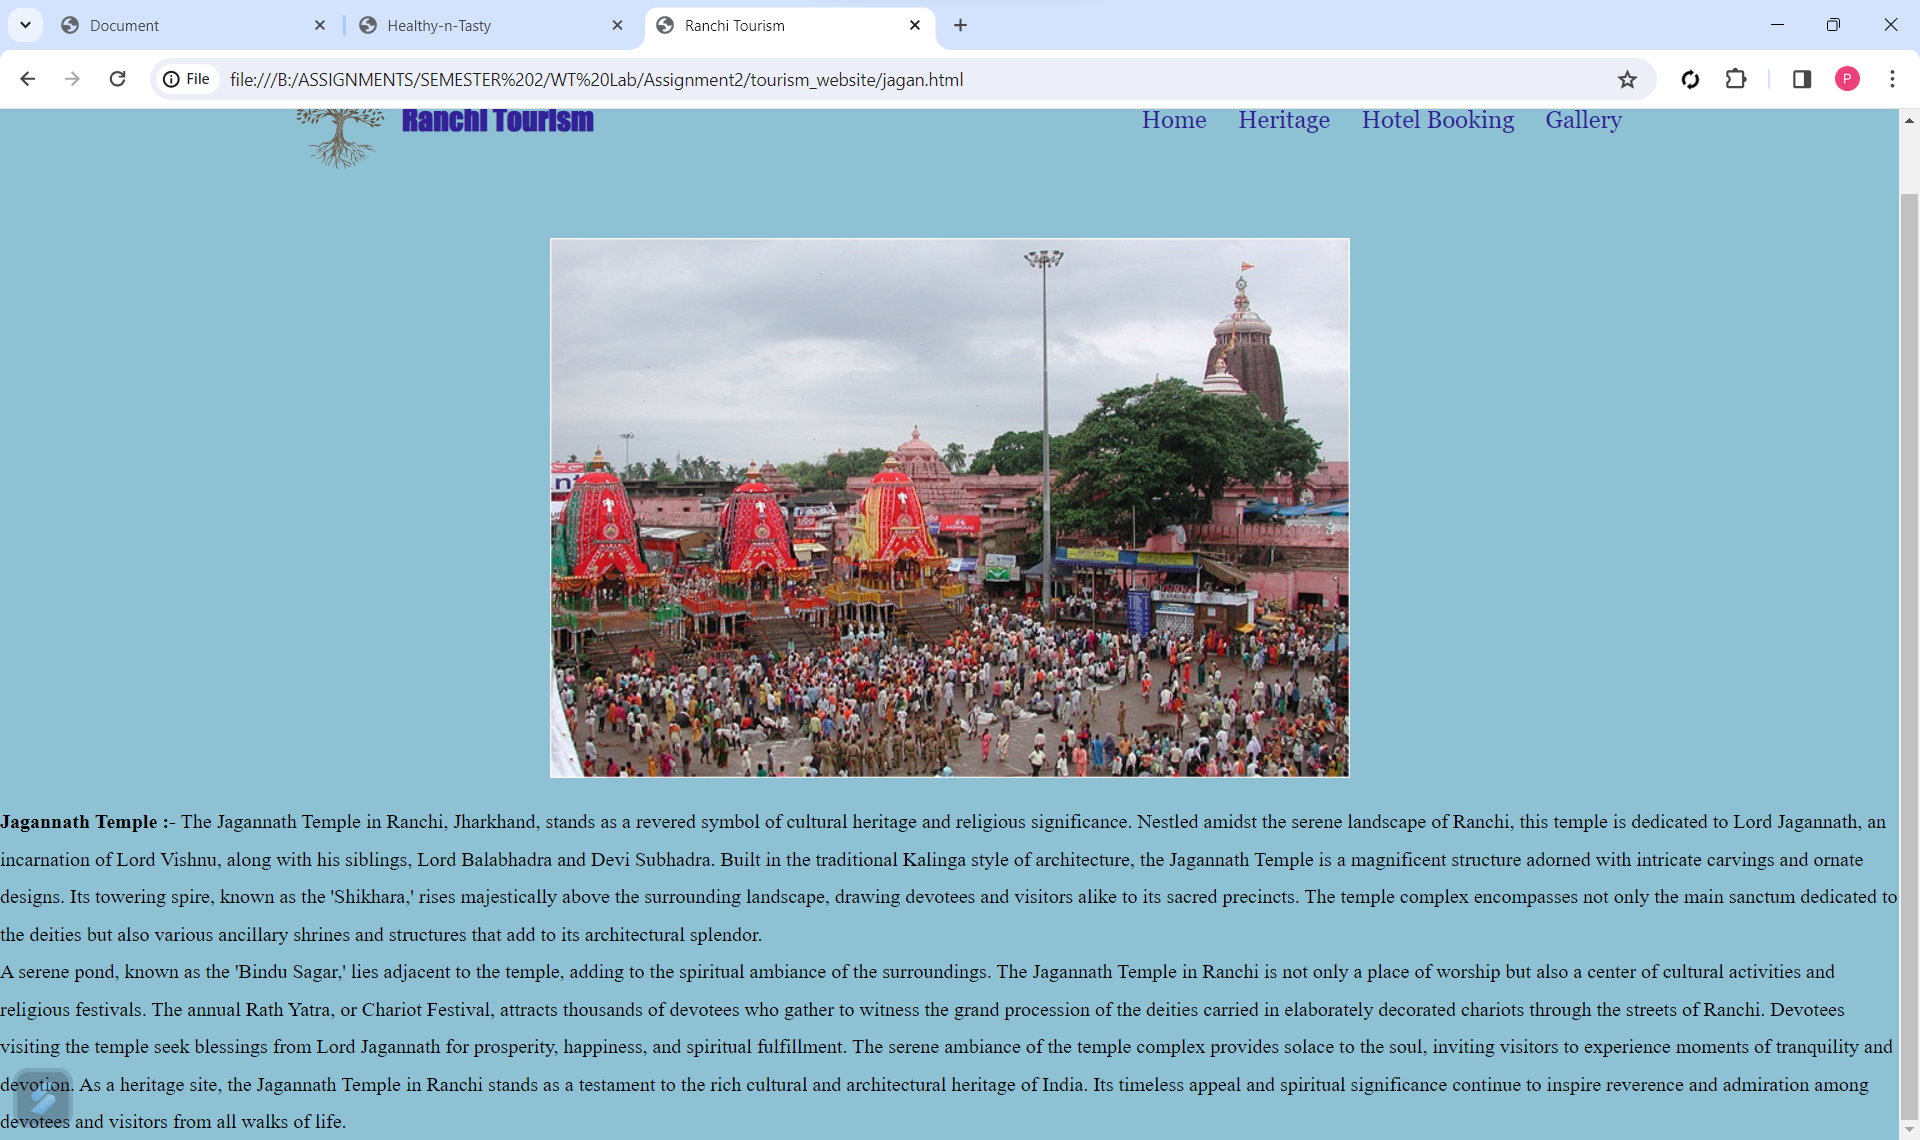 Document
Healthy-n-Tasty
Ranchi Tourism
File
file:///B:/ASSIGNMENTS/SEMESTER%202/WT%20Lab/Assignment2/tourism_website/jagan.html
P
Ranchi Tourism
Home Heritage Hotel Booking Gallery
Jagannath Temple :- The Jagannath Temple in Ranchi, Jharkhand, stands as a revered symbol of cultural heritage and religious significance. Nestled amidst the serene landscape of Ranchi, this temple is dedicated to Lord Jagannath, an
incarnation of Lord Vishnu, along with his siblings, Lord Balabhadra and Devi Subhadra. Built in the traditional Kalinga style of architecture, the Jagannath Temple is a magnificent structure adorned with intricate carvings and ornate
designs. Its towering spire, known as the 'Shikhara,' rises majestically above the surrounding landscape, drawing devotees and visitors alike to its sacred precincts. The temple complex encompasses not only the main sanctum dedicated to
the deities but also various ancillary shrines and structures that add to its architectural splendor.
A serene pond, known as the 'Bindu Sagar,' lies adjacent to the temple, adding to the spiritual ambiance of the surroundings. The Jagannath Temple in Ranchi is not only a place of worship but also a center of cultural activities and
religious festivals. The annual Rath Yatra, or Chariot Festival, attracts thousands of devotees who gather to witness the grand procession of the deities carried in elaborately decorated chariots through the streets of Ranchi. Devotees
visiting the temple seek blessings from Lord Jagannath for prosperity, happiness, and spiritual fulfillment. The serene ambiance of the temple complex provides solace to the soul, inviting visitors to experience moments of tranquility and
devotion. As a heritage site, the Jagannath Temple in Ranchi stands as a testament to the rich cultural and architectural heritage of India. Its timeless appeal and spiritual significance continue to inspire reverence and admiration among
devotees and visitors from all walks of life.